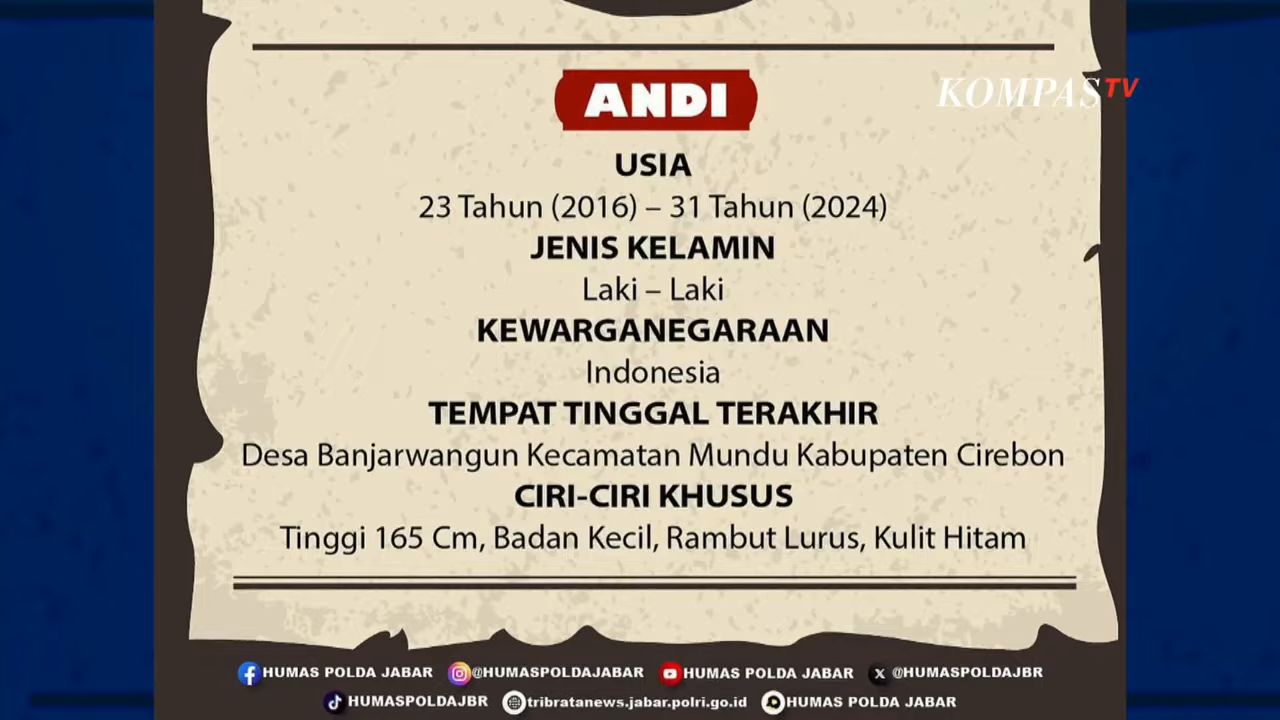 KOMPASTV
ANDI
USIA
23 Tahun (2016) – 31 Tahun (2024)
JENIS KELAMIN
Laki – Laki
KEWARGANEGARAAN
Indonesia
TEMPAT TINGGAL TERAKHIR
Desa Banjarwangun Kecamatan Mundu Kabupaten Cirebon
CIRI-CIRI KHUSUS
Tinggi 165 Cm, Badan Kecil, Rambut Lurus, Kulit Hitam
HUMAS POLDA JABAR @HUMASPOLDAJABAR HUMAS POLDA JABAR @HUMASPOLDAJBR
HUMASPOLDAJBR tribratanews.jabar.polri.go.id HUMAS POLDA JABAR